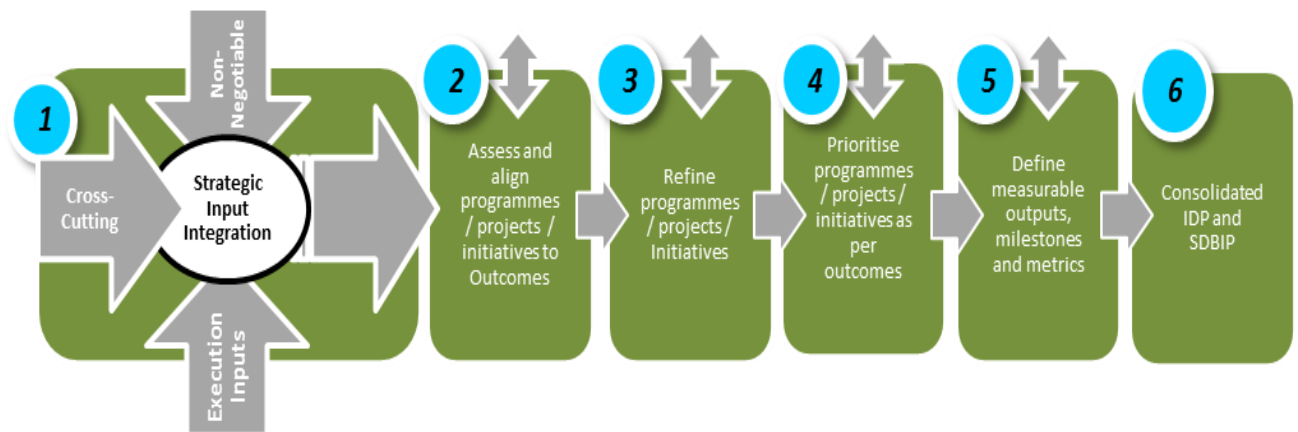 1
Non-
Negotiable
Cross-
Cutting
Strategic
Input
Integration
Execution
Inputs
2
Assess and
align
programmes
/ projects /
initiatives to
Outcomes
3
Refine
programmes
/ projects /
Initiatives
4
Prioritise
programmes
/ projects /
initiatives as
per
outcomes
5
Define
measurable
outputs,
milestones
and metrics
6
Consolidated
IDP and
SDBIP